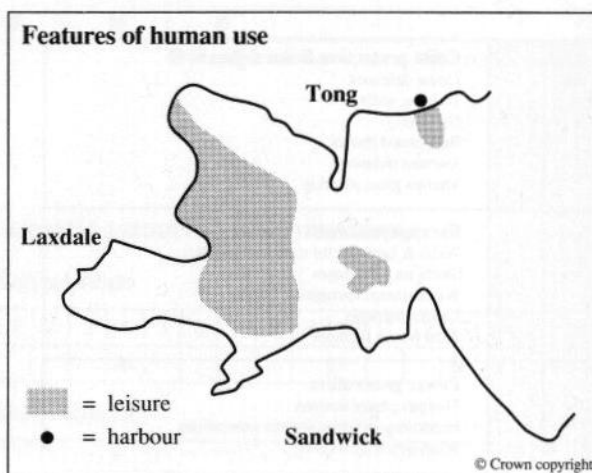 Features of human use
Tong
Laxdale
= leisure
= harbour
Sandwick
© Crown copyright